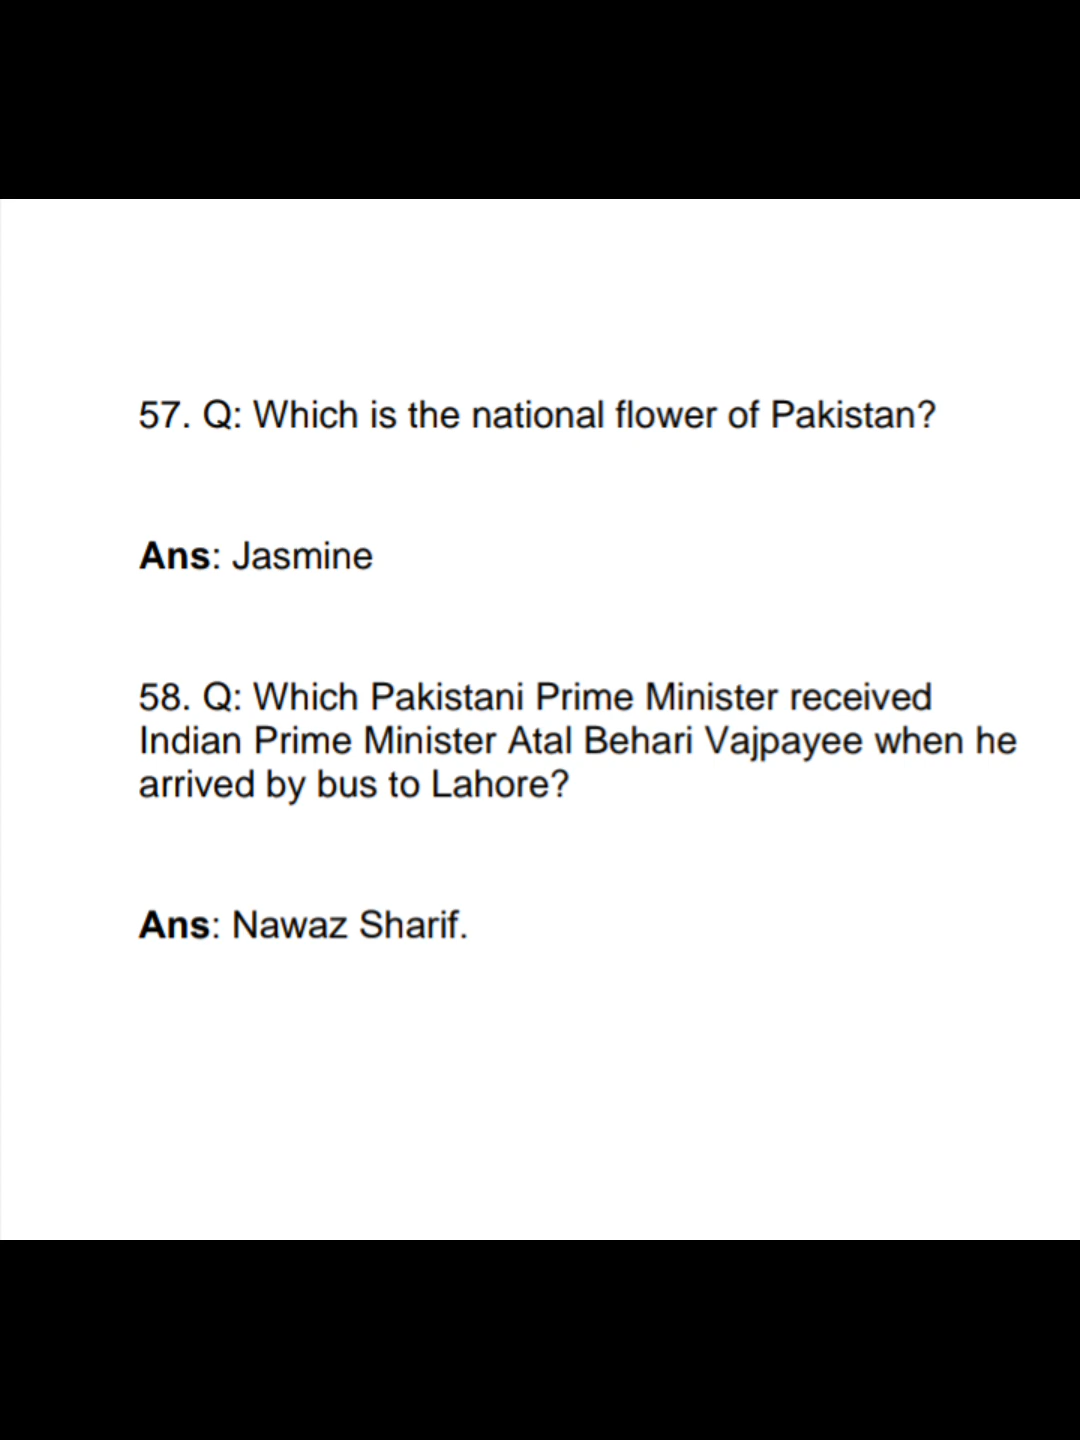 57. Q: Which is the national flower of Pakistan?
Ans: Jasmine
58. Q: Which Pakistani Prime Minister received
Indian Prime Minister Atal Behari Vajpayee when he
arrived by bus to Lahore?
Ans: Nawaz Sharif.